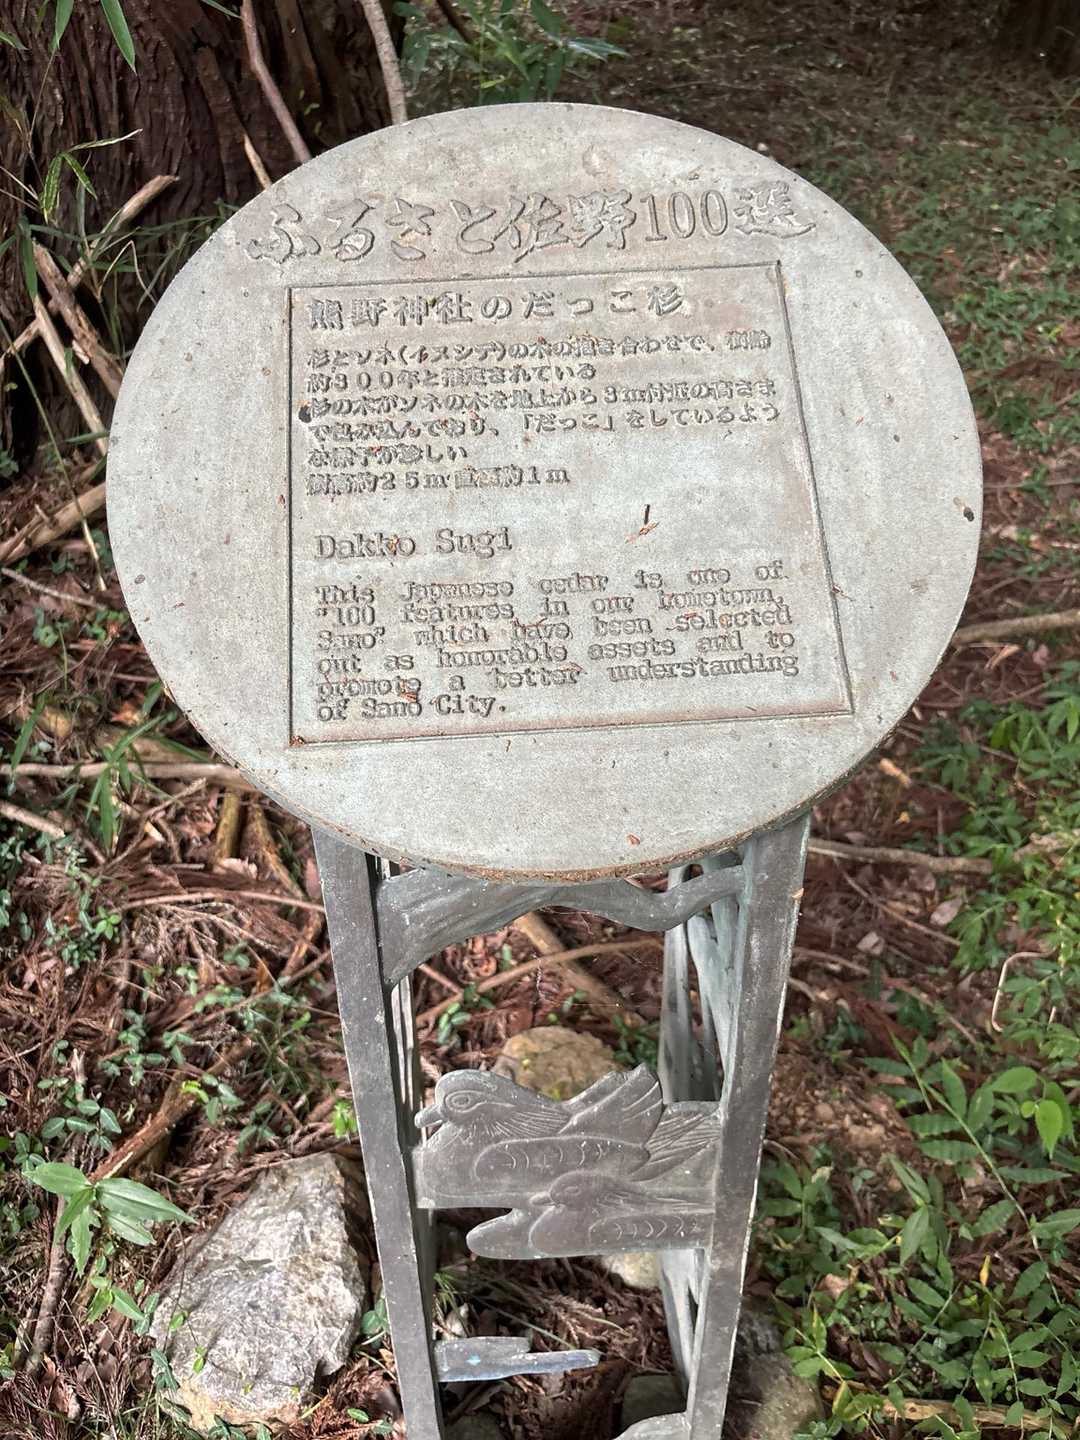 ふるさと佐野100選
熊野神社のだっこ杉
杉とソネ(イヌシデ)の木の抱き合わせで、樹齢
約300年と推定されている
杉の木がソネの木を地上から3m付近の高さま
で包み込んでおり、「だっこ」をしているよう
な様子が珍しい
樹高約25m直径約1m
Dakko Sugi
This Japanese cedar is one of
"100 features in our hometown,
Sano" which have been selected
out as honorable assets and to
promote a better understanding
of Sano City.